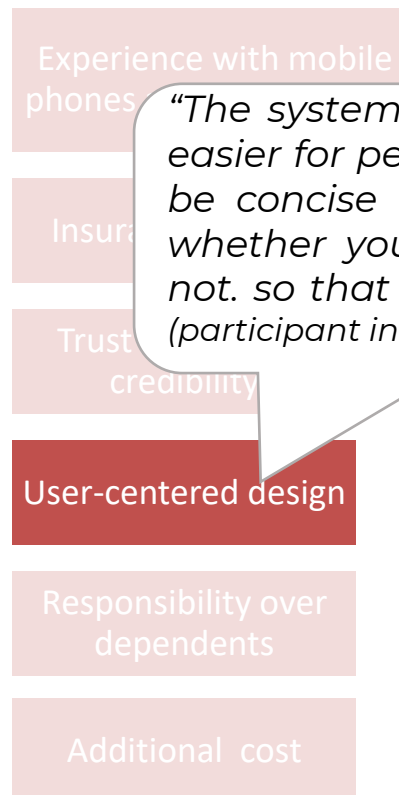 Experience with mobile
phones
“The system
easier for pe
be concise
whether you
not. so that
(participant in
Insura
Trust
credibility
User-centered design
Responsibility over
dependents
Additional cost